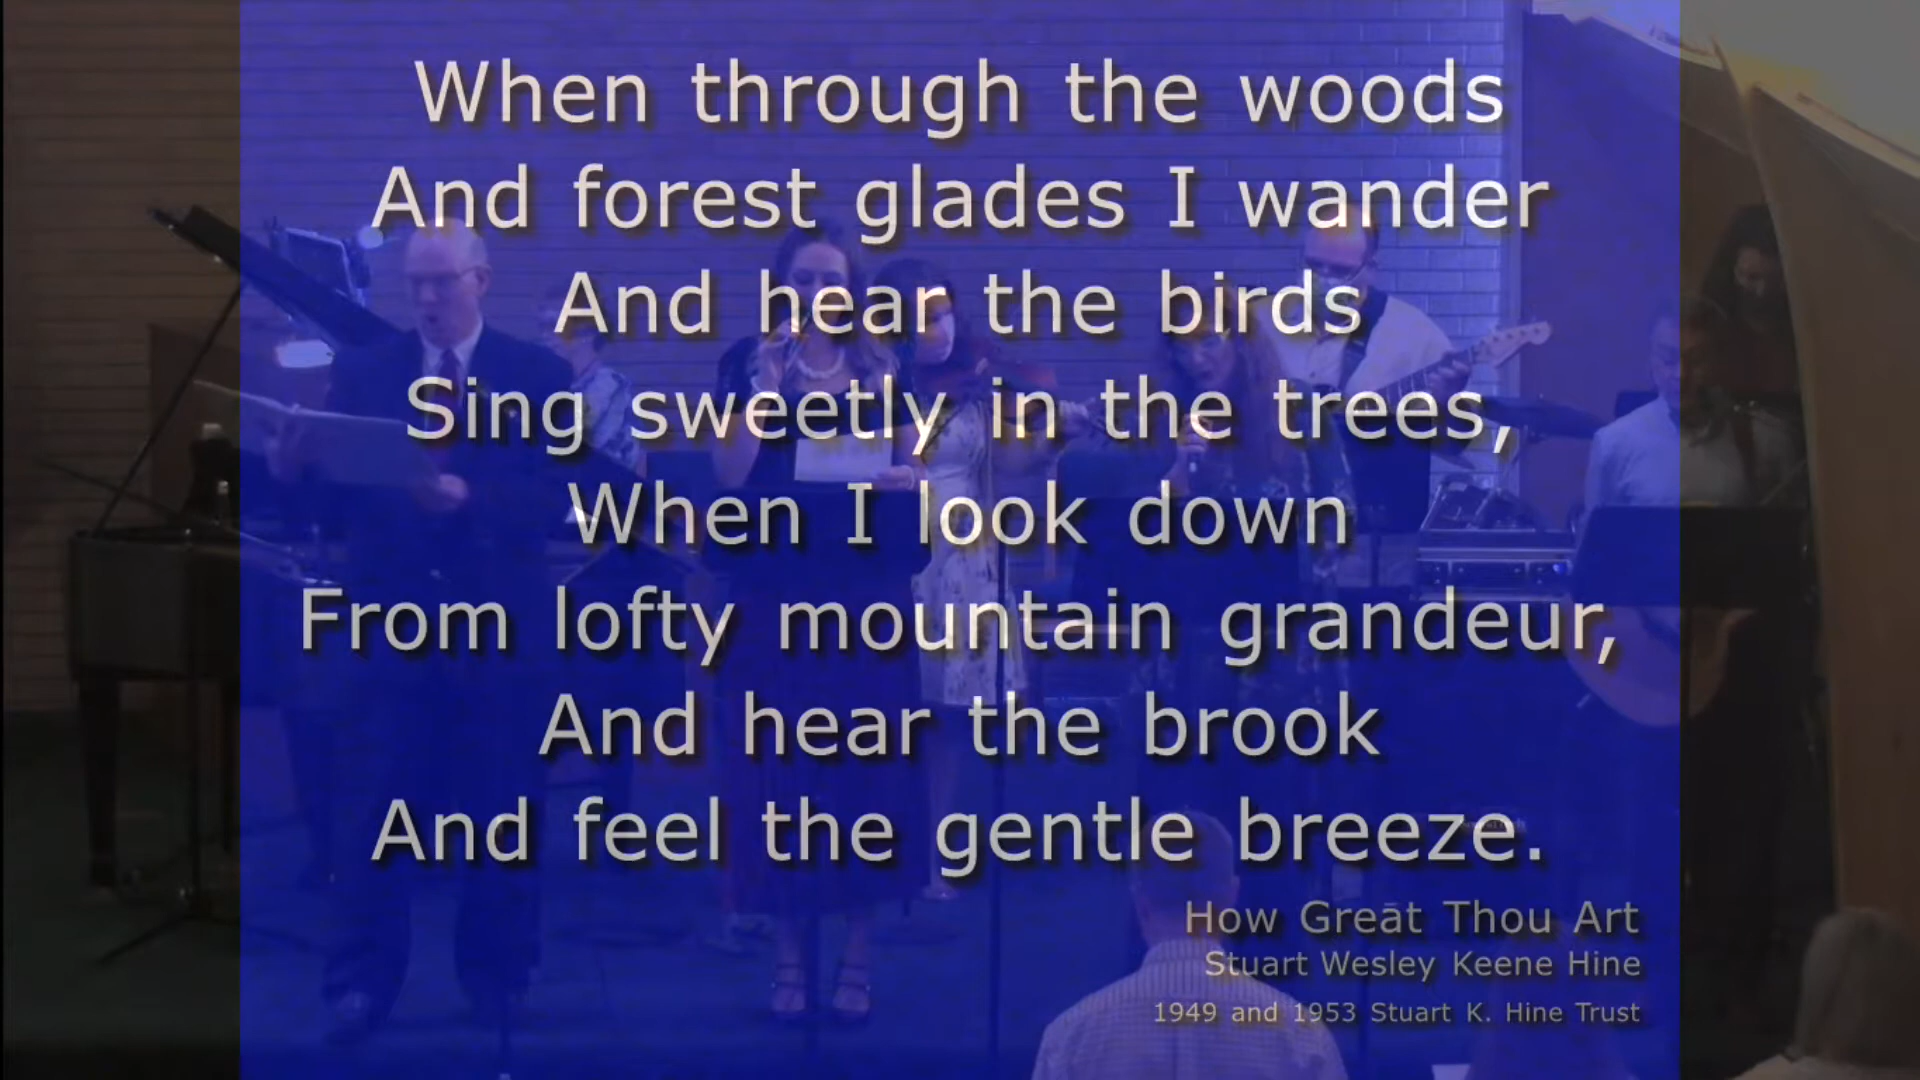 When through the woods
And forest glades I wander
And hear the birds
Sing sweetly in the trees,
When I look down
From lofty mountain grandeur,
And hear the brook
And feel the gentle breeze.
How Great Thou Art
Stuart Wesley Keene Hine
1949 and 1953 Stuart K. Hine Trust